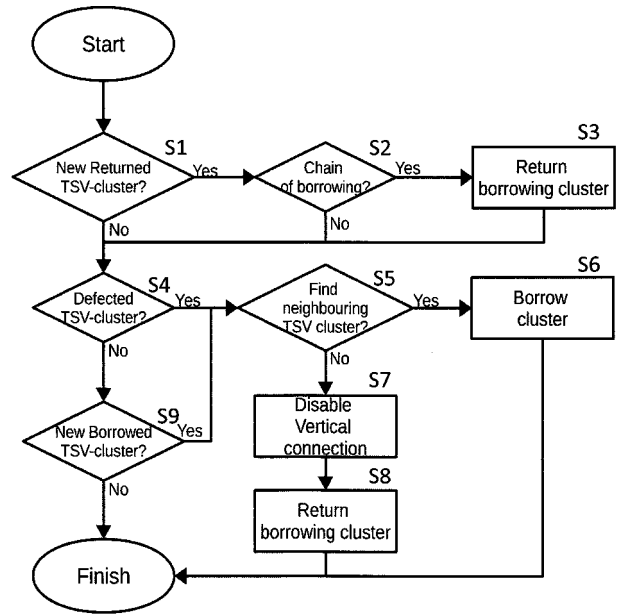 Start
S1
New Returned
TSV-cluster?
Yes
S2
Chain
of borrowing?
Yes
S3
Return
borrowing cluster
No
No
S4
Defected
TSV-cluster?
Yes
S5
Find
neighbouring
TSV cluster?
Yes
S6
Borrow
cluster
No
No
S7
Disable
Vertical
connection
S9
New Borrowed
TSV-cluster?
Yes
S8
Return
borrowing cluster
No
Finish